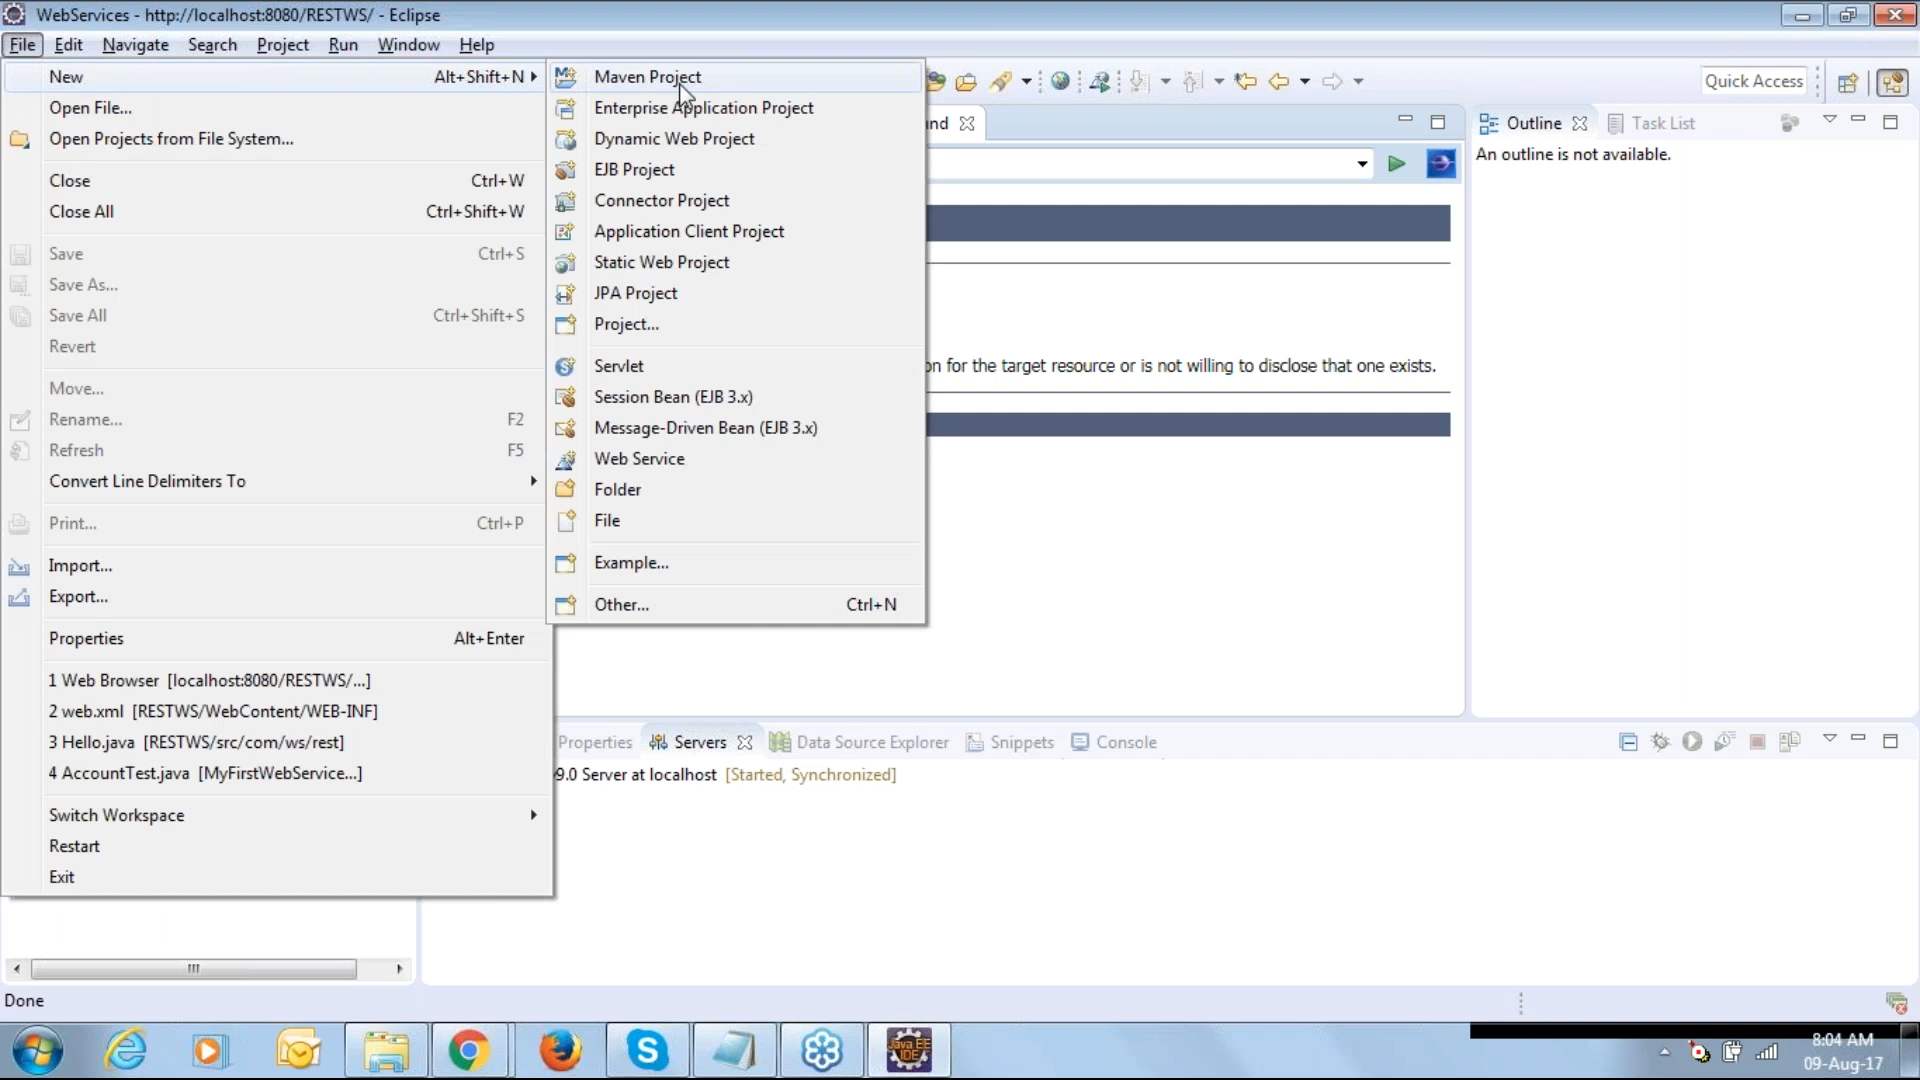 WebServices - http://localhost:8080/RESTWS/ - Eclipse
File Edit Navigate Search Project Run Window Help
New Alt+Shift+N
Open File...
Open Projects from File System...
Close Ctrl+W
Close All Ctrl+Shift+W
Save Ctrl+S
Save As...
Save All Ctrl+Shift+S
Revert
Move...
Rename... F2
Refresh F5
Convert Line Delimiters To
Print... Ctrl+P
Import...
Export...
Properties Alt+Enter
1 Web Browser [localhost:8080/RESTWS/...]
2 web.xml [RESTWS/WebContent/WEB-INF]
3 Hello.java [RESTWS/src/com/ws/rest]
4 AccountTest.java [MyFirstWebService...]
Switch Workspace
Restart
Exit
Maven Project
Enterprise Application Project
Dynamic Web Project
EJB Project
Connector Project
Application Client Project
Static Web Project
JPA Project
Project...
Servlet
Session Bean (EJB 3.x)
Message-Driven Bean (EJB 3.x)
Web Service
Folder
File
Example...
Other... Ctrl+N
Quick Access
nd
Outline Task List
An outline is not available.
on for the target resource or is not willing to disclose that one exists.
Properties Servers Data Source Explorer Snippets Console
9.0 Server at localhost [Started, Synchronized]
Done
Java EE
IDE
8:04 AM
09-Aug-17